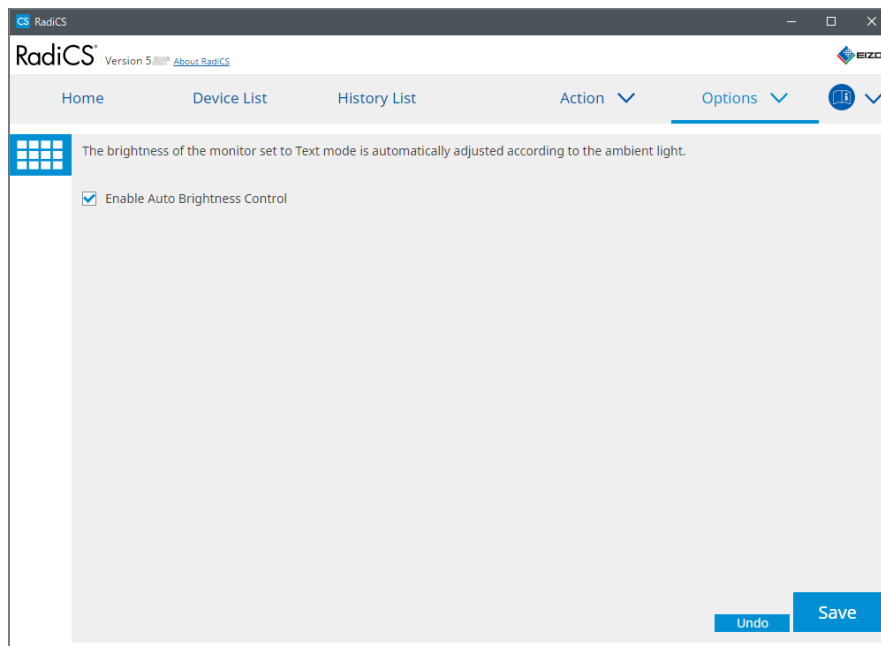 CS RadiCS
RadiCS Version 5. About RadiCS
EIZO
Home Device List History List Action Options
The brightness of the monitor set to Text mode is automatically adjusted according to the ambient light.
Enable Auto Brightness Control
Undo Save